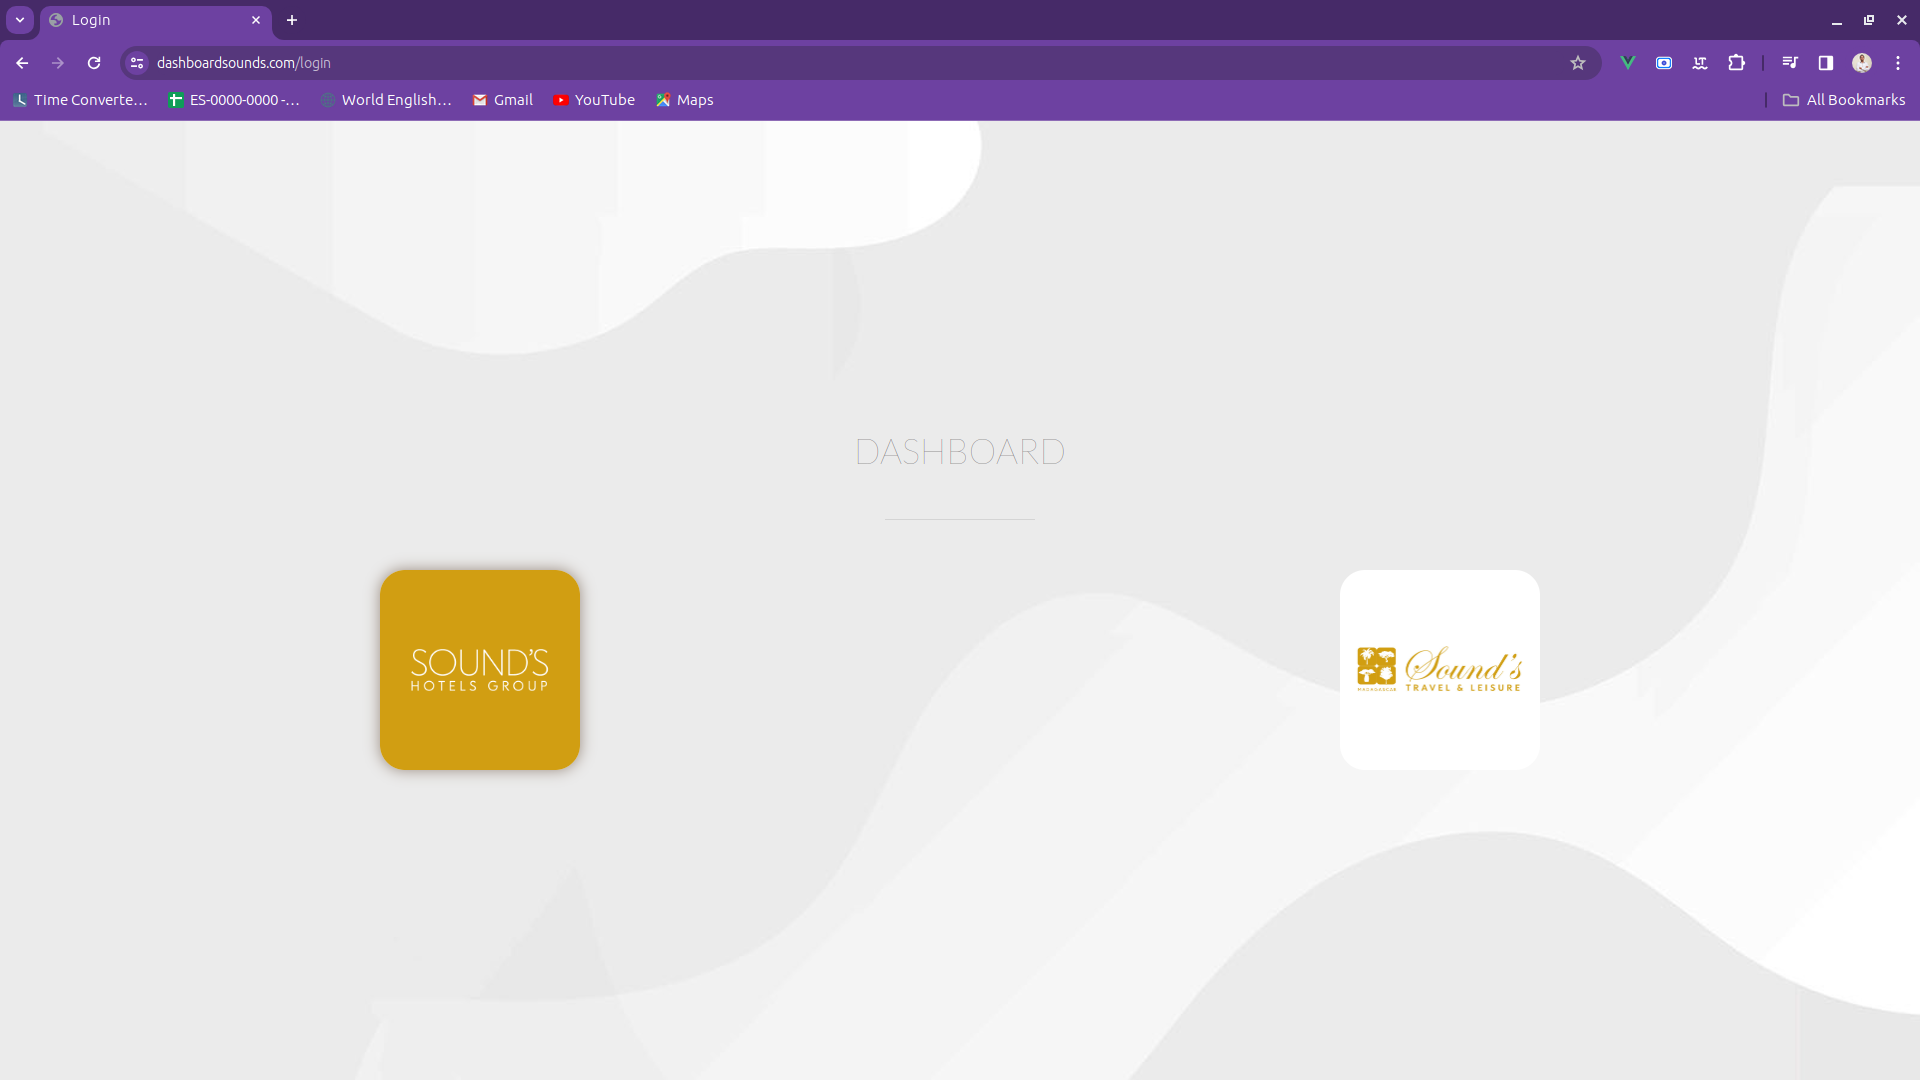 Login
dashboardsounds.com/login
TIme Converte...
ES-0000-0000 -...
World English...
Gmail
YouTube
Maps
All Bookmarks
DASHBOARD
SOUND'S
HOTELS GROUP
Sound's
TRAVEL & LEISURE
MADAGASCAR